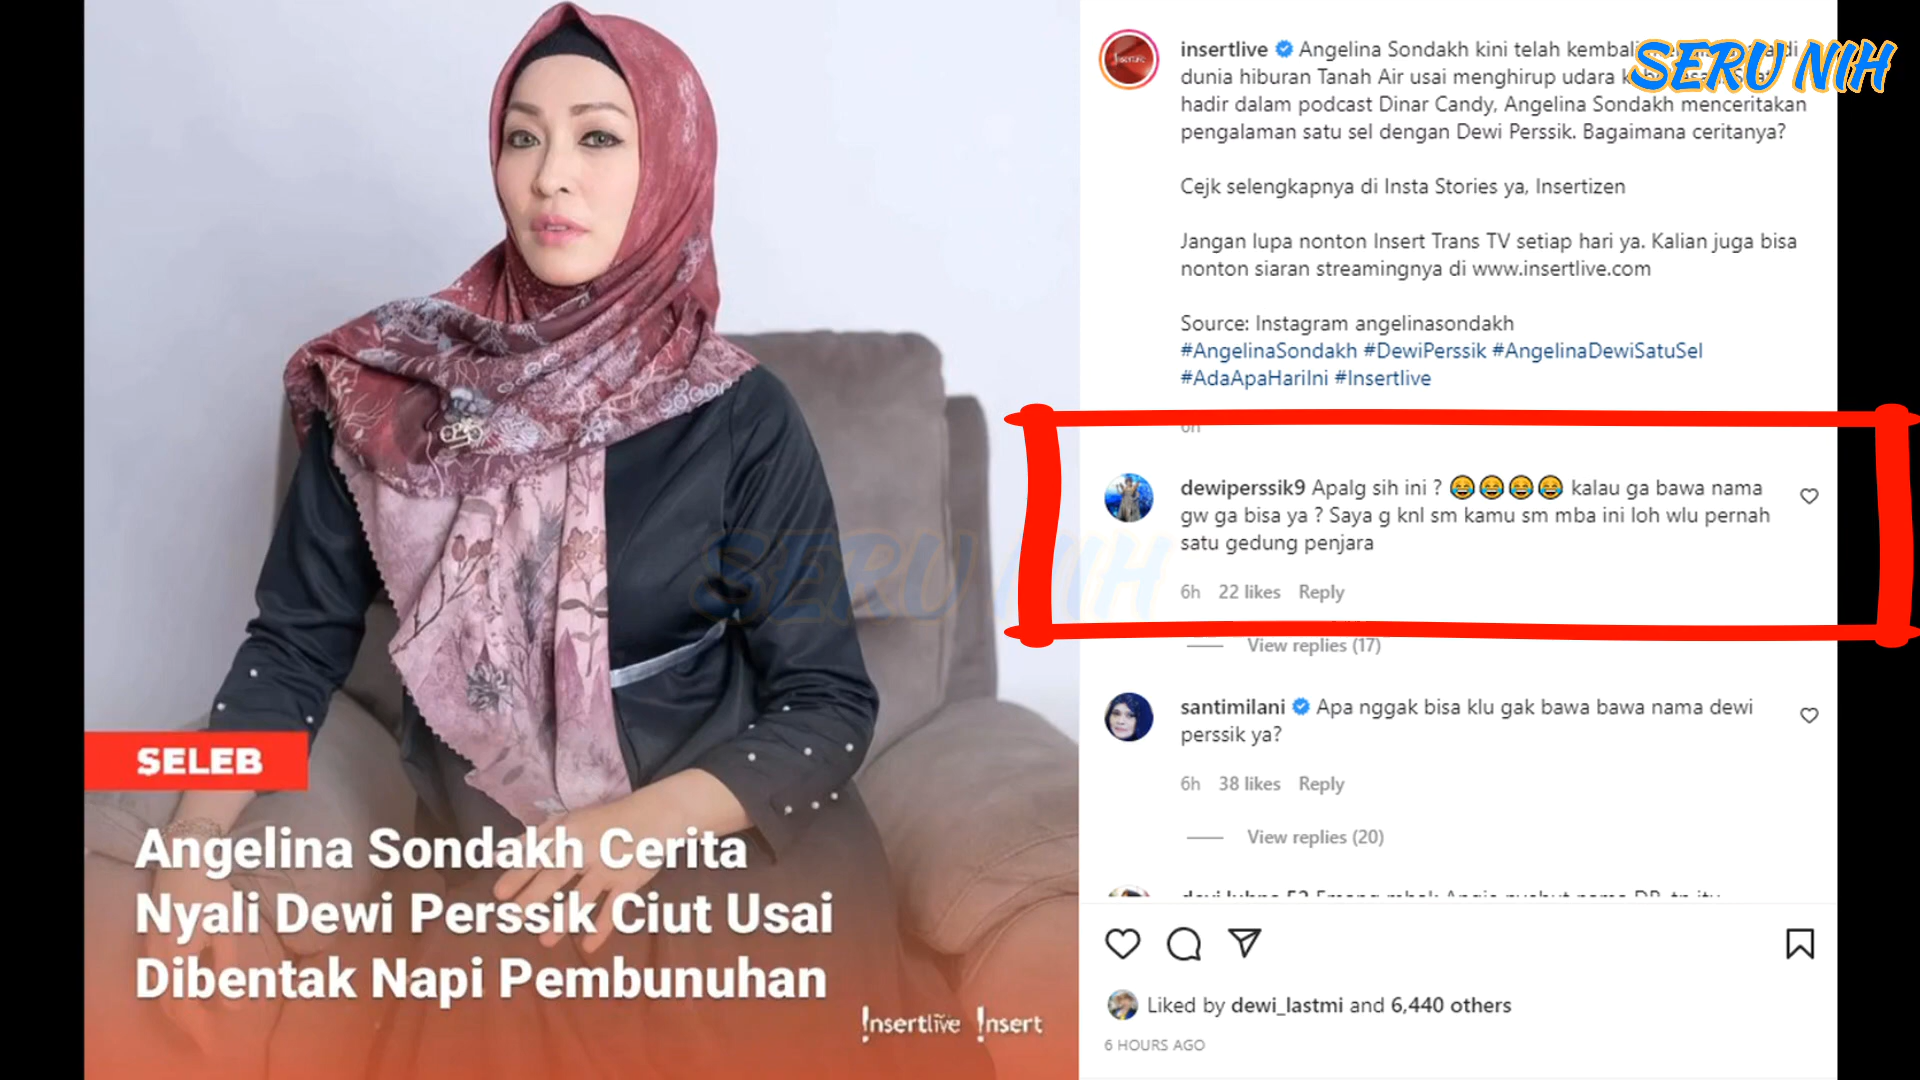 insertlive Angelina Sondakh kini telah
SERU NIH
dunia hiburan Tanah Air usai menghirup udara
hadir dalam podcast Dinar Candy, Angelina Sondakh menceritakan
pengalaman satu sel dengan Dewi Perssik. Bagaimana ceritanya?
Cejk selengkapnya di Insta Stories ya, Insertizen
Jangan lupa nonton Insert Trans TV setiap hari ya. Kalian juga bisa
nonton siaran streamingnya di www.insertlive.com
Source: Instagram angelinasondakh
#AngelinaSondakh #DewiPerssik #AngelinaDewiSatuSel
#AdaApaHariIni #Insertlive
6h
dewiperssik9 Apalg sih ini ? 😂😂😂😂 kalau ga bawa nama
gw ga bisa ya ? Saya g knl sm kamu sm mba ini loh wlu pernah
satu gedung penjara
6h 22 likes Reply
View replies (17)
santimilani Apa nggak bisa klu gak bawa bawa nama dewi
perssik ya?
6h 38 likes Reply
View replies (20)
Liked by dewi_lastmi and 6,440 others
6 HOURS AGO
SERU NIH
SELEB
Angelina Sondakh Cerita
Nyali Dewi Perssik Ciut Usai
Dibentak Napi Pembunuhan
Insertlive Insert